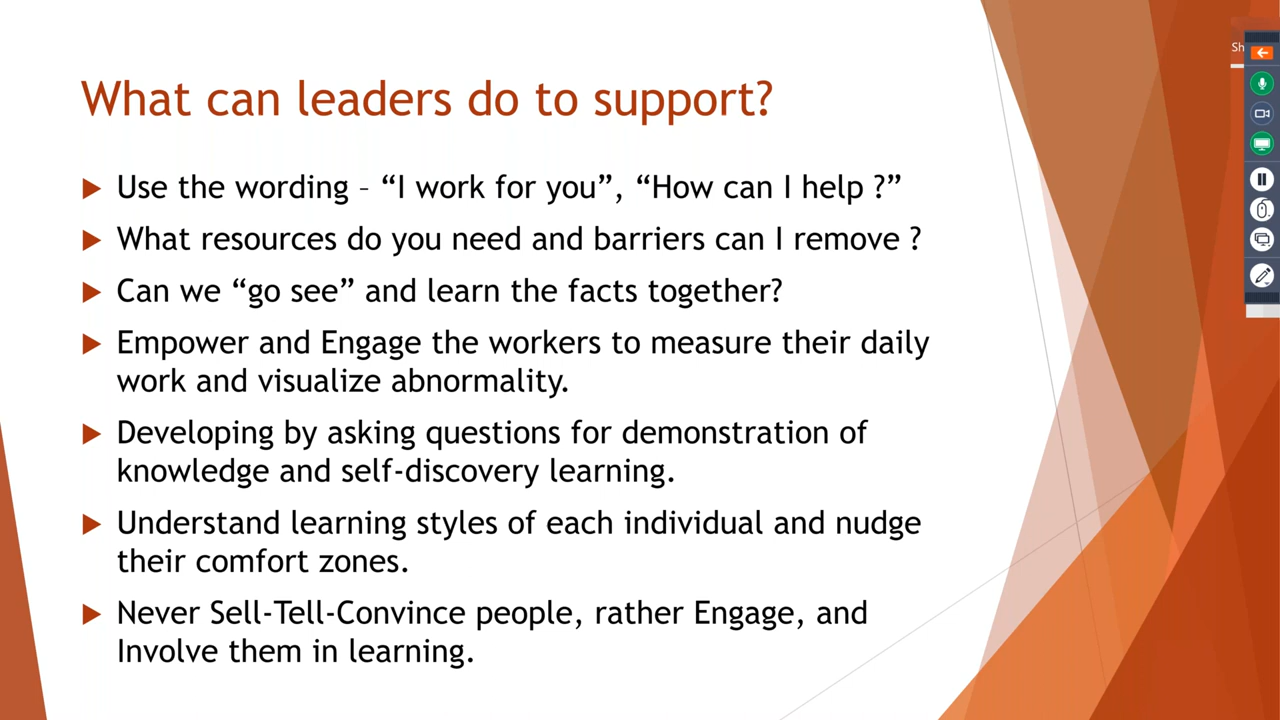 What can leaders do to support?
Use the wording – “I work for you”, “How can I help ?”
What resources do you need and barriers can I remove ?
Can we “go see” and learn the facts together?
Empower and Engage the workers to measure their daily
work and visualize abnormality.
Developing by asking questions for demonstration of
knowledge and self-discovery learning.
Understand learning styles of each individual and nudge
their comfort zones.
Never Sell-Tell-Convince people, rather Engage, and
Involve them in learning.
Sh